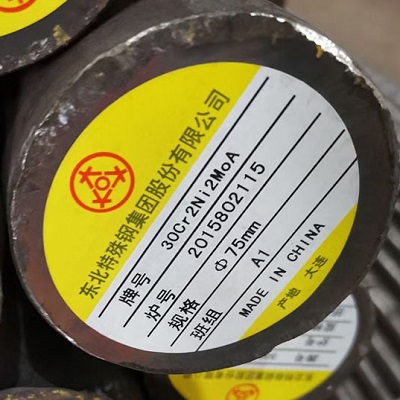 东北特殊钢集团股份有限公司
牌号 30Cr2Ni2MoA
炉号 2015802115
规格 Φ75mm
班组 A1
MADE IN CHINA
产地 大连